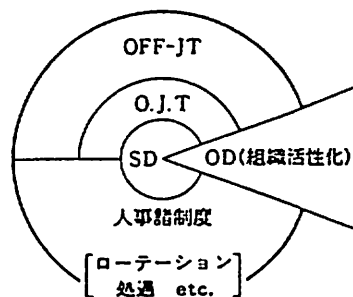 OFF-JT
O.J.T
SD OD(組織活性化)
人事諸制度
[ローテーション
処遇 etc.]